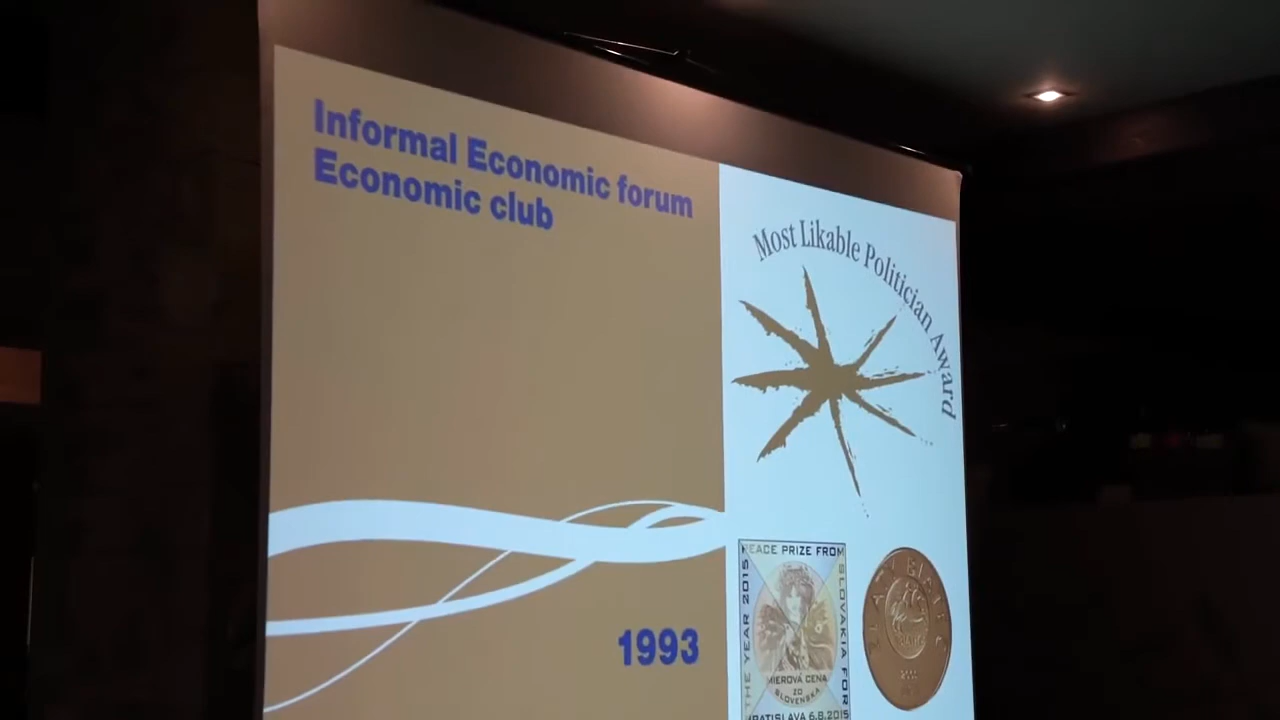 Informal Economic forum
Economic club
1993
Most Likable Politician Award
PEACE PRIZE FROM
SLOVAKIA FOR
THE YEAR 2015
MIEROVÁ CENA
ZO
SLOVENSKA
BRATISLAVA 6.8.2015